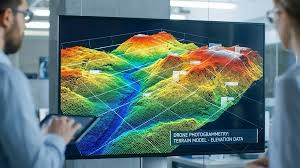 DRONE PHOTOGRAMMETRY:
TERRAIN MODEL - ELEVATION DATA